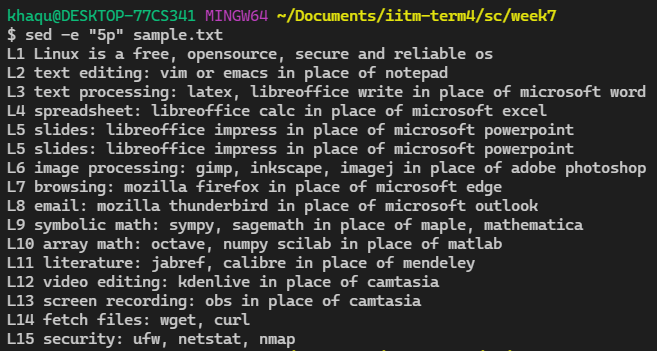 khaqu@DESKTOP-77CS341 MINGW64 ~/Documents/iitm-term4/sc/week7
$ sed -e "5p" sample.txt
L1 Linux is a free, opensource, secure and reliable os
L2 text editing: vim or emacs in place of notepad
L3 text processing: latex, libreoffice write in place of microsoft word
L4 spreadsheet: libreoffice calc in place of microsoft excel
L5 slides: libreoffice impress in place of microsoft powerpoint
L5 slides: libreoffice impress in place of microsoft powerpoint
L6 image processing: gimp, inkscape, imagej in place of adobe photoshop
L7 browsing: mozilla firefox in place of microsoft edge
L8 email: mozilla thunderbird in place of microsoft outlook
L9 symbolic math: sympy, sagemath in place of maple, mathematica
L10 array math: octave, numpy scilab in place of matlab
L11 literature: jabref, calibre in place of mendeley
L12 video editing: kdenlive in place of camtasia
L13 screen recording: obs in place of camtasia
L14 fetch files: wget, curl
L15 security: ufw, netstat, nmap